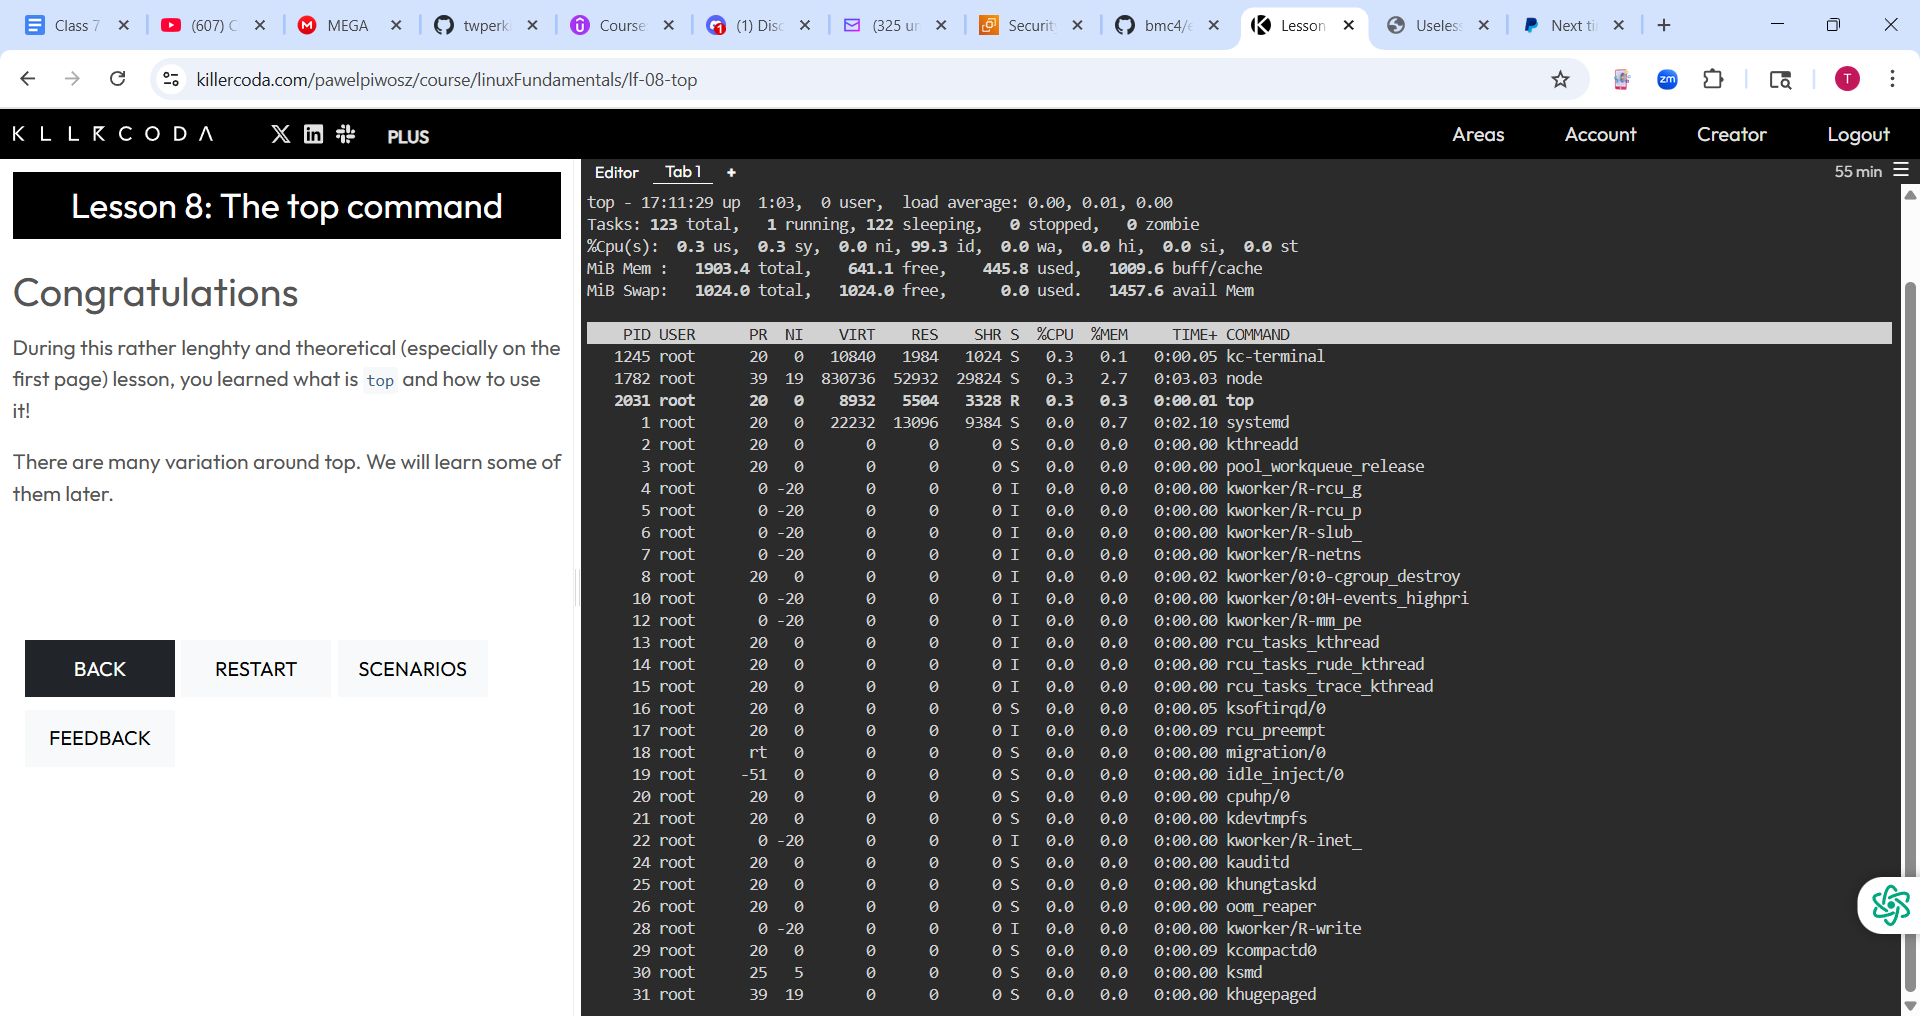 Class 7
(607) C
MEGA
twperki
Course
(1) Disc
(325 un
Security
bmc4/e
Lesson
Useless
Next ti
killercoda.com/pawelpiwosz/course/linuxFundamentals/lf-08-top
zm
T
KLLRCODA
PLUS
Areas
Account
Creator
Logout
Lesson 8: The top command
Congratulations
During this rather lenghty and theoretical (especially on the
first page) lesson, you learned what is top and how to use
it!
There are many variation around top. We will learn some of
them later.
BACK
RESTART
SCENARIOS
FEEDBACK
Editor
Tab 1
+
55 min
top - 17:11:29 up  1:03,  0 user,  load average: 0.00, 0.01, 0.00
Tasks: 123 total,   1 running, 122 sleeping,   0 stopped,   0 zombie
%Cpu(s):  0.3 us,  0.3 sy,  0.0 ni, 99.3 id,  0.0 wa,  0.0 hi,  0.0 si,  0.0 st
MiB Mem :   1903.4 total,    641.1 free,    445.8 used,   1009.6 buff/cache
MiB Swap:   1024.0 total,   1024.0 free,      0.0 used.   1457.6 avail Mem
PID USER      PR  NI    VIRT    RES    SHR S  %CPU  %MEM     TIME+ COMMAND
1245 root      20   0   10840   1984   1024 S   0.3   0.1   0:00.05 kc-terminal
1782 root      39  19  830736  52932  29824 S   0.3   2.7   0:03.03 node
2031 root      20   0    8932   5504   3328 R   0.3   0.3   0:00.01 top
1 root      20   0   22232  13096   9384 S   0.0   0.7   0:02.10 systemd
2 root      20   0       0      0      0 S   0.0   0.0   0:00.00 kthreadd
3 root      20   0       0      0      0 S   0.0   0.0   0:00.00 pool_workqueue_release
4 root       0 -20       0      0      0 I   0.0   0.0   0:00.00 kworker/R-rcu_g
5 root       0 -20       0      0      0 I   0.0   0.0   0:00.00 kworker/R-rcu_p
6 root       0 -20       0      0      0 I   0.0   0.0   0:00.00 kworker/R-slub_
7 root       0 -20       0      0      0 I   0.0   0.0   0:00.00 kworker/R-netns
8 root      20   0       0      0      0 I   0.0   0.0   0:00.02 kworker/0:0-cgroup_destroy
10 root       0 -20       0      0      0 I   0.0   0.0   0:00.00 kworker/0:0H-events_highpri
12 root       0 -20       0      0      0 I   0.0   0.0   0:00.00 kworker/R-mm_pe
13 root      20   0       0      0      0 I   0.0   0.0   0:00.00 rcu_tasks_kthread
14 root      20   0       0      0      0 I   0.0   0.0   0:00.00 rcu_tasks_rude_kthread
15 root      20   0       0      0      0 I   0.0   0.0   0:00.00 rcu_tasks_trace_kthread
16 root      20   0       0      0      0 S   0.0   0.0   0:00.05 ksoftirqd/0
17 root      20   0       0      0      0 I   0.0   0.0   0:00.09 rcu_preempt
18 root      rt   0       0      0      0 S   0.0   0.0   0:00.00 migration/0
19 root     -51   0       0      0      0 S   0.0   0.0   0:00.00 idle_inject/0
20 root      20   0       0      0      0 S   0.0   0.0   0:00.00 cpuhp/0
21 root      20   0       0      0      0 S   0.0   0.0   0:00.00 kdevtmpfs
22 root       0 -20       0      0      0 I   0.0   0.0   0:00.00 kworker/R-inet_
24 root      20   0       0      0      0 S   0.0   0.0   0:00.00 kauditd
25 root      20   0       0      0      0 S   0.0   0.0   0:00.00 khungtaskd
26 root      20   0       0      0      0 S   0.0   0.0   0:00.00 oom_reaper
28 root       0 -20       0      0      0 I   0.0   0.0   0:00.00 kworker/R-write
29 root      20   0       0      0      0 S   0.0   0.0   0:00.09 kcompactd0
30 root      25   5       0      0      0 S   0.0   0.0   0:00.00 ksmd
31 root      39  19       0      0      0 S   0.0   0.0   0:00.00 khugepaged